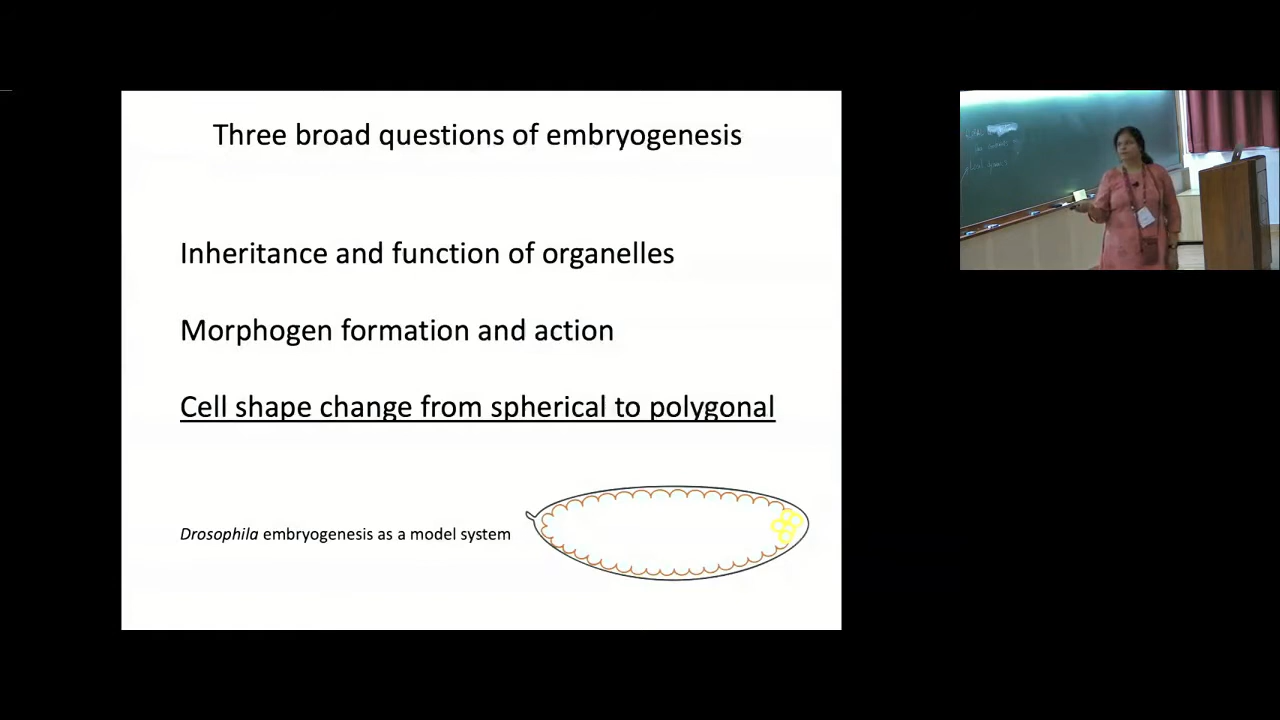 Three broad questions of embryogenesis
Inheritance and function of organelles
Morphogen formation and action
Cell shape change from spherical to polygonal
Drosophila embryogenesis as a model system